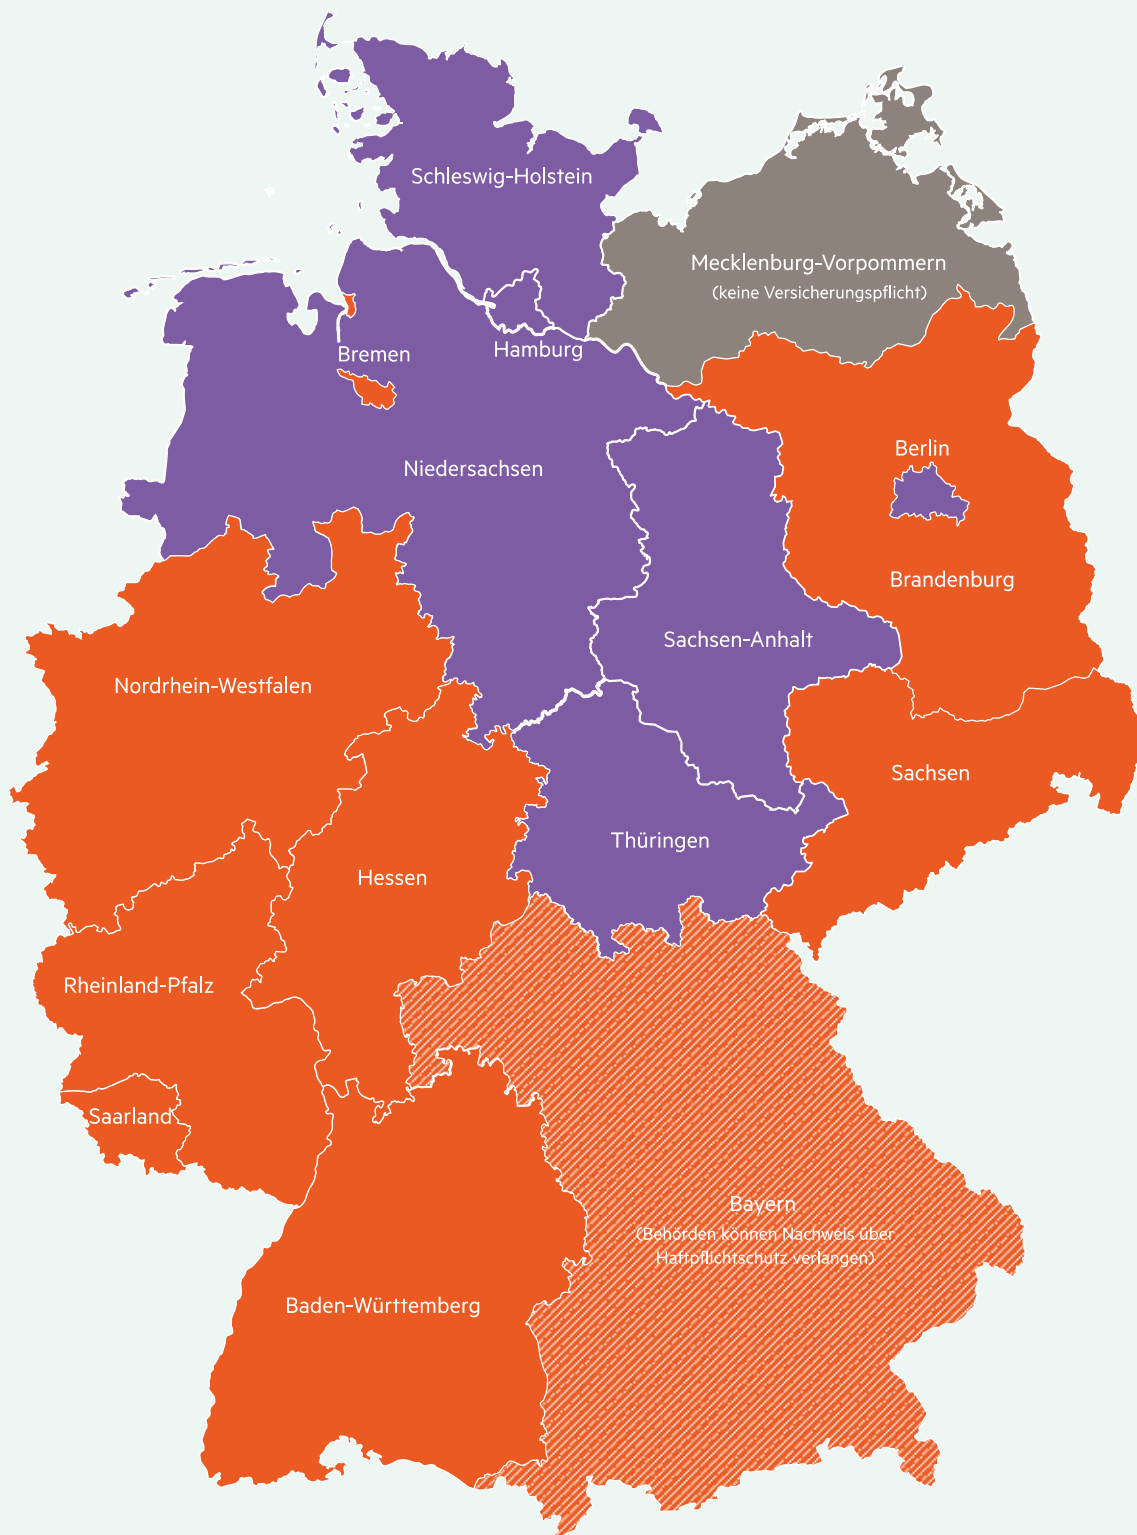 Schleswig-Holstein
Mecklenburg-Vorpommern
(keine Versicherungspflicht)
Bremen
Hamburg
Niedersachsen
Berlin
Brandenburg
Sachsen-Anhalt
Nordrhein-Westfalen
Sachsen
Thüringen
Hessen
Rheinland-Pfalz
Saarland
Bayern
(Behörden können Nachweis über
Haftpflichtschutz verlangen)
Baden-Württemberg